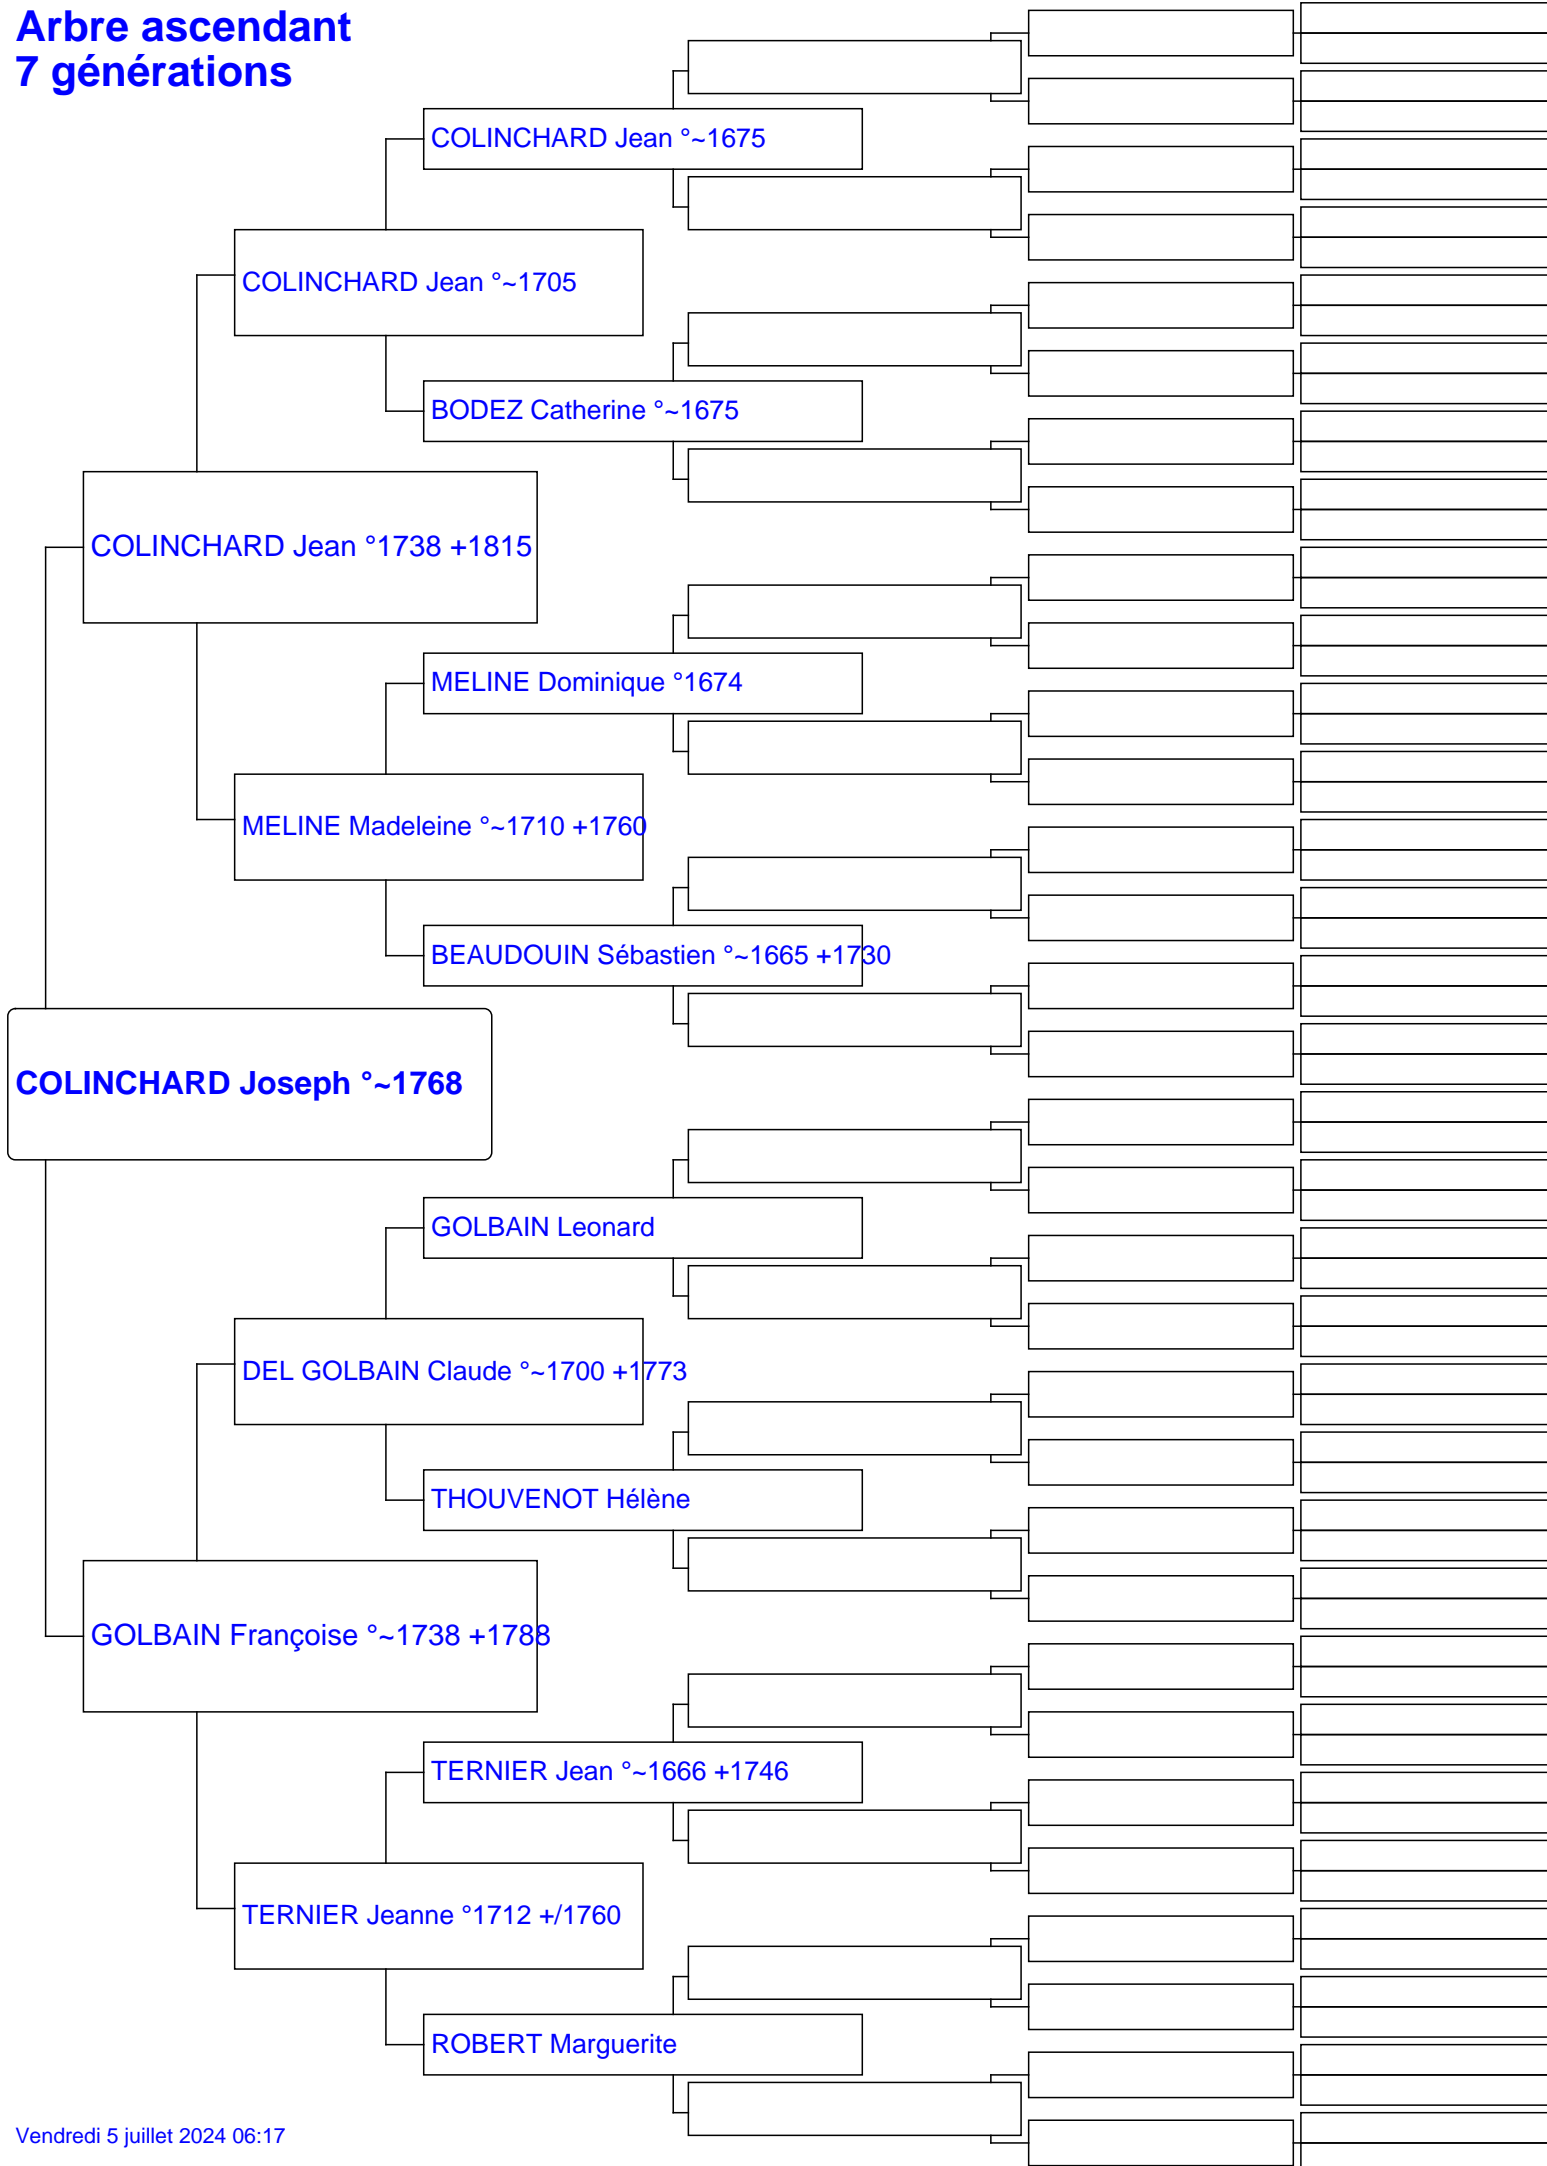 Arbre ascendant
7 générations
COLINCHARD Jean °~1675
COLINCHARD Jean °~1705
BODEZ Catherine °~1675
COLINCHARD Jean °1738 +1815
MELINE Dominique °1674
MELINE Madeleine °~1710 +1760
BEAUDOUIN Sébastien °~1665 +1730
COLINCHARD Joseph °~1768
GOLBAIN Leonard
DEL GOLBAIN Claude °~1700 +1773
THOUVENOT Hélène
GOLBAIN Françoise °~1738 +1788
TERNIER Jean °~1666 +1746
TERNIER Jeanne °1712 +/1760
ROBERT Marguerite
Vendredi 5 juillet 2024 06:17